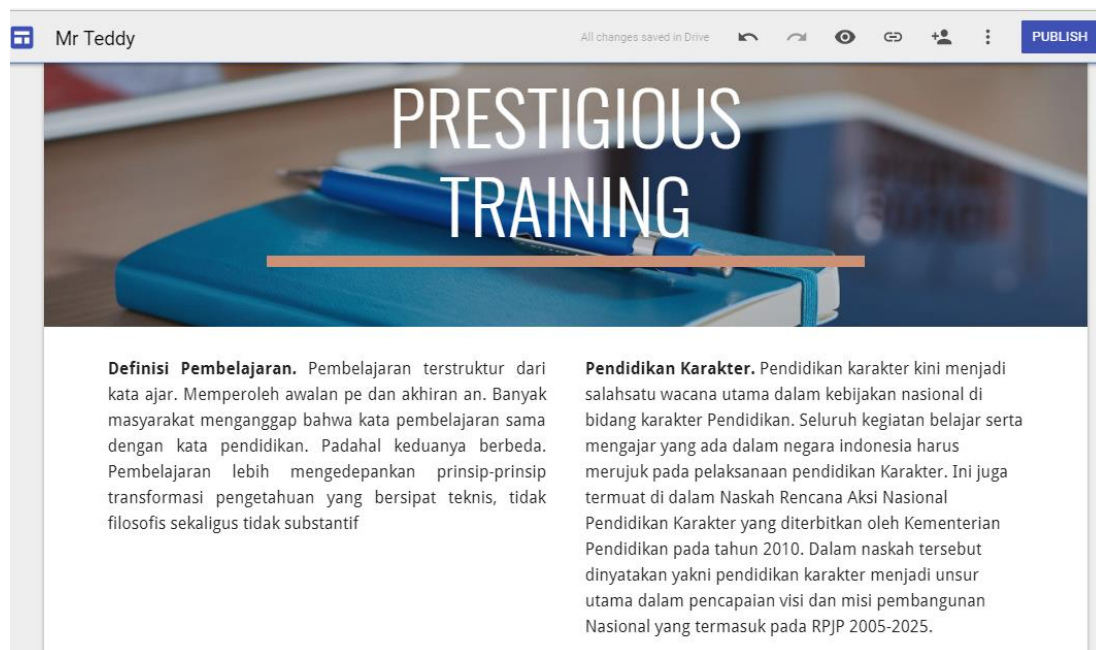 Mr Teddy
All changes saved in Drive
PUBLISH
PRESTIGIOUS
TRAINING
Definisi Pembelajaran. Pembelajaran terstruktur dari
kata ajar. Memperoleh awalan pe dan akhiran an. Banyak
masyarakat menganggap bahwa kata pembelajaran sama
dengan kata pendidikan. Padahal keduanya berbeda.
Pembelajaran lebih mengedepankan prinsip-prinsip
transformasi pengetahuan yang bersipat teknis, tidak
filosofis sekaligus tidak substantif
Pendidikan Karakter. Pendidikan karakter kini menjadi
salahsatu wacana utama dalam kebijakan nasional di
bidang karakter Pendidikan. Seluruh kegiatan belajar serta
mengajar yang ada dalam negara indonesia harus
merujuk pada pelaksanaan pendidikan Karakter. Ini juga
termuat di dalam Naskah Rencana Aksi Nasional
Pendidikan Karakter yang diterbitkan oleh Kementerian
Pendidikan pada tahun 2010. Dalam naskah tersebut
dinyatakan yakni pendidikan karakter menjadi unsur
utama dalam pencapaian visi dan misi pembangunan
Nasional yang termasuk pada RPJP 2005-2025.